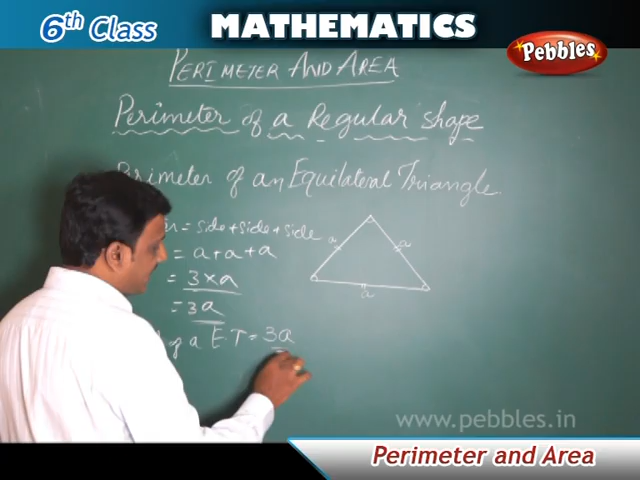 6th Class
MATHEMATICS
Pebbles
PERIMETER AND AREA
Perimeter of a Regular shape
Perimeter of an Equilateral Triangle
= side + side + side
= a + a + a
= 3 × a
= 3a
of a E.T = 3a
a
a
a
www.pebbles.in
Perimeter and Area